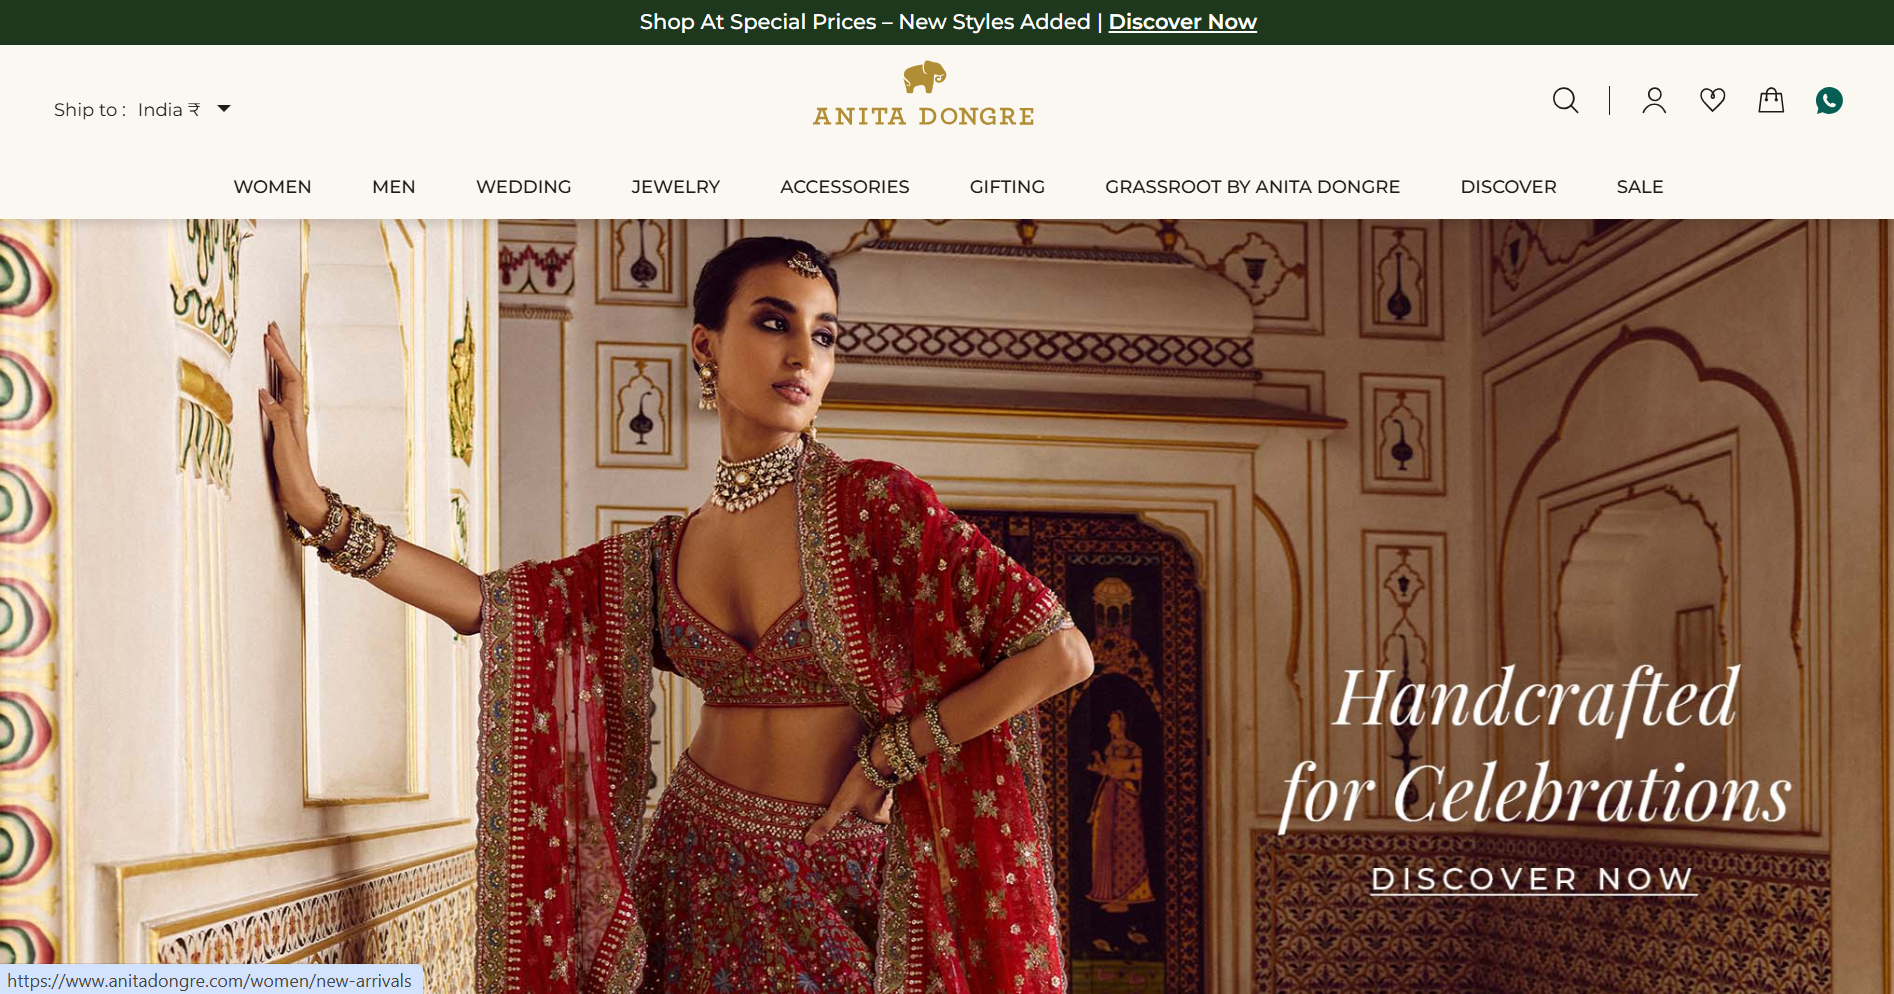 Shop At Special Prices – New Styles Added | Discover Now
Ship to : India ₹
ANITA DONGRE
WOMEN MEN WEDDING JEWELRY ACCESSORIES GIFTING GRASSROOT BY ANITA DONGRE DISCOVER SALE
Handcrafted
for Celebrations
DISCOVER NOW
https://www.anitadongre.com/women/new-arrivals